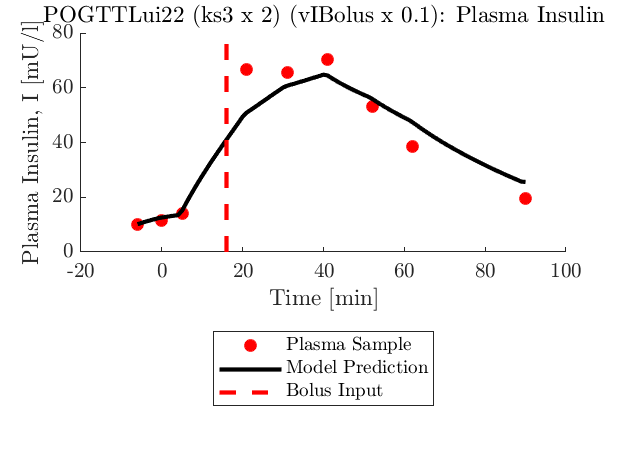 POGTTLui22 (ks3 x 2) (vIBolus x 0.1): Plasma Insulin
Plasma Insulin, I [mU/l]
80
60
40
20
0
-20 0 20 40 60 80 100
Time [min]
Plasma Sample
Model Prediction
Bolus Input